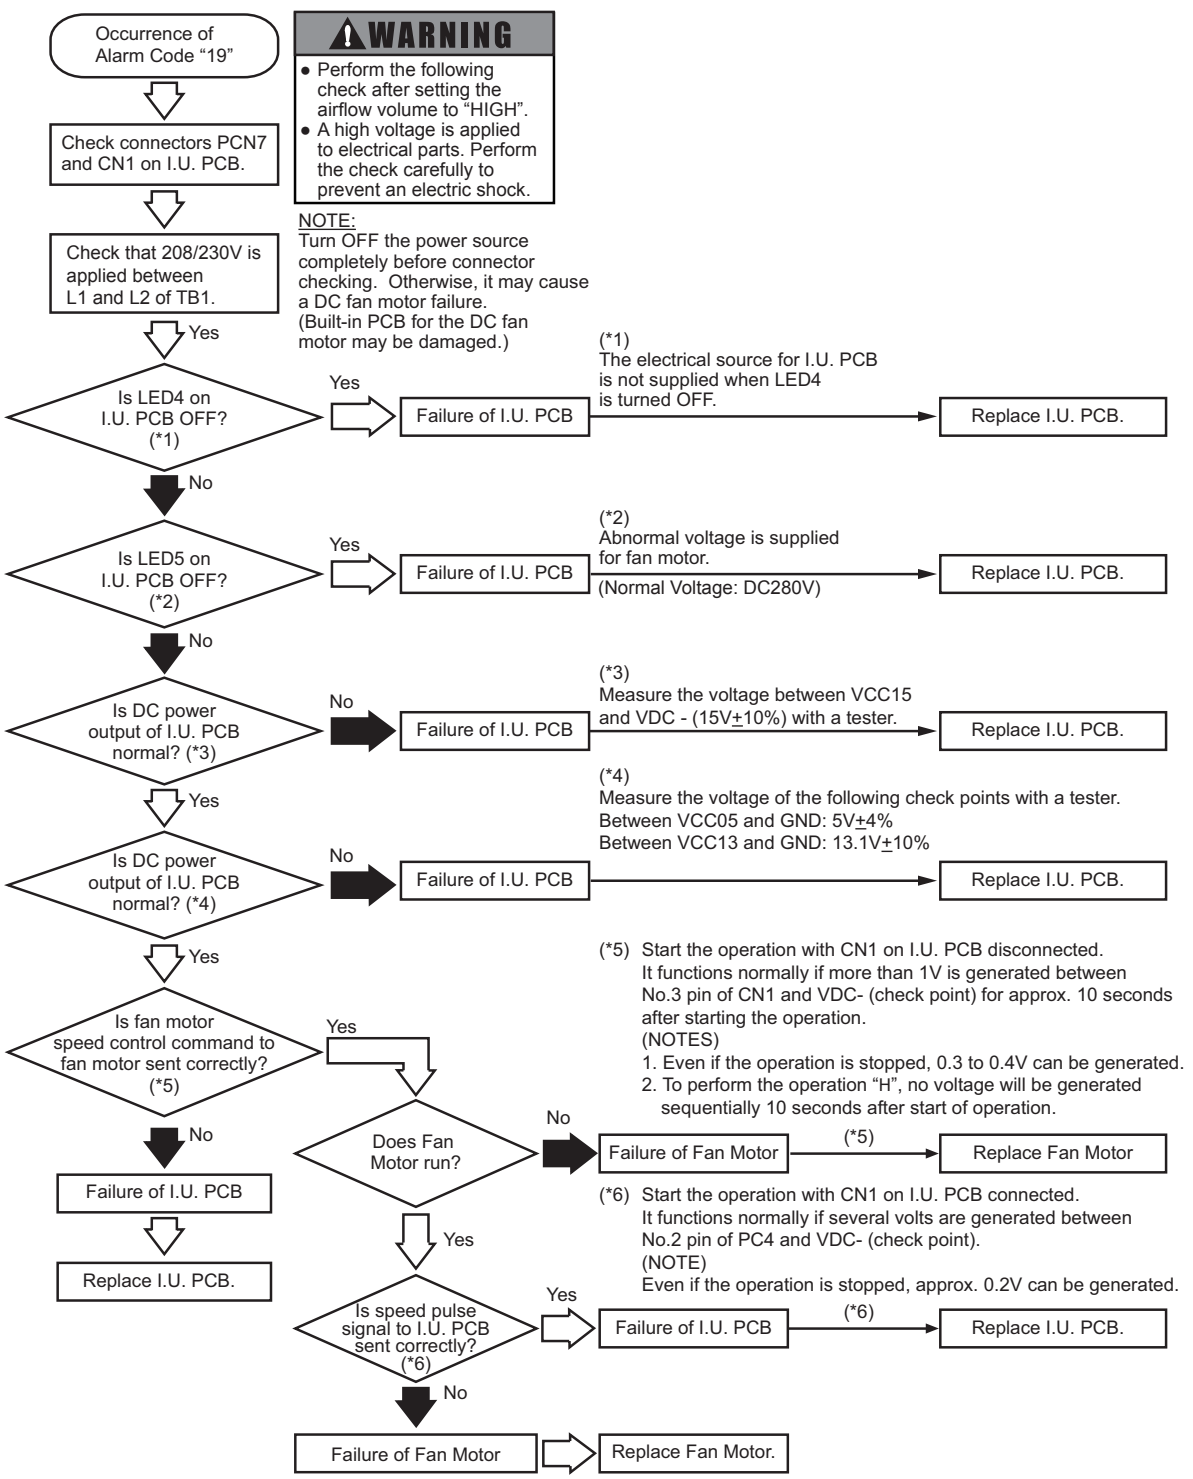 Occurrence of
Alarm Code “19”
WARNING
● Perform the following
check after setting the
airflow volume to “HIGH”.
● A high voltage is applied
to electrical parts. Perform
the check carefully to
prevent an electric shock.
Check connectors PCN7
and CN1 on I.U. PCB.
NOTE:
Turn OFF the power source
completely before connector
checking. Otherwise, it may cause
a DC fan motor failure.
(Built-in PCB for the DC fan
motor may be damaged.)
Check that 208/230V is
applied between
L1 and L2 of TB1.
Yes
Is LED4 on
I.U. PCB OFF?
(*1)
Yes
Failure of I.U. PCB
(*1)
The electrical source for I.U. PCB
is not supplied when LED4
is turned OFF.
Replace I.U. PCB.
No
Is LED5 on
I.U. PCB OFF?
(*2)
Yes
Failure of I.U. PCB
(*2)
Abnormal voltage is supplied
for fan motor.
(Normal Voltage: DC280V)
Replace I.U. PCB.
No
Is DC power
output of I.U. PCB
normal? (*3)
No
Failure of I.U. PCB
(*3)
Measure the voltage between VCC15
and VDC - (15V±10%) with a tester.
Replace I.U. PCB.
Yes
Is DC power
output of I.U. PCB
normal? (*4)
No
Failure of I.U. PCB
(*4)
Measure the voltage of the following check points with a tester.
Between VCC05 and GND: 5V±4%
Between VCC13 and GND: 13.1V±10%
Replace I.U. PCB.
Yes
Is fan motor
speed control command to
fan motor sent correctly?
(*5)
Yes
(*5) Start the operation with CN1 on I.U. PCB disconnected.
It functions normally if more than 1V is generated between
No.3 pin of CN1 and VDC- (check point) for approx. 10 seconds
after starting the operation.
(NOTES)
1. Even if the operation is stopped, 0.3 to 0.4V can be generated.
2. To perform the operation “H”, no voltage will be generated
sequentially 10 seconds after start of operation.
No
Failure of I.U. PCB
Replace I.U. PCB.
Does Fan
Motor run?
No
Failure of Fan Motor
(*5)
Replace Fan Motor
Yes
(*6) Start the operation with CN1 on I.U. PCB connected.
It functions normally if several volts are generated between
No.2 pin of PC4 and VDC- (check point).
(NOTE)
Even if the operation is stopped, approx. 0.2V can be generated.
Is speed pulse
signal to I.U. PCB
sent correctly?
(*6)
Yes
Failure of I.U. PCB
(*6)
Replace I.U. PCB.
No
Failure of Fan Motor
Replace Fan Motor.